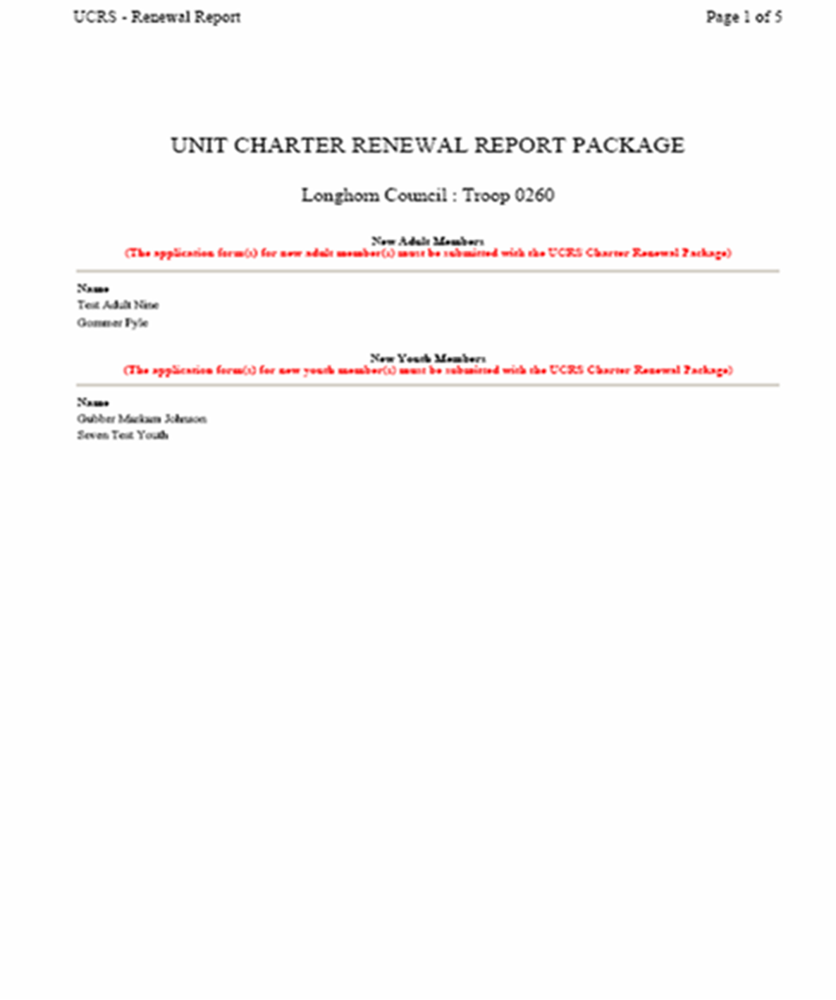 UCRS - Renewal Report
Page 1 of 5
UNIT CHARTER RENEWAL REPORT PACKAGE
Longhorn Council : Troop 0260
New Adult Members
(The application form(s) for new adult member(s) must be submitted with the UCRS Charter Renewal Package)
Name
Test Adult Nine
Gommer Pyle
New Youth Members
(The application form(s) for new youth member(s) must be submitted with the UCRS Charter Renewal Package)
Name
Gubber Markam Johnson
Seven Test Youth